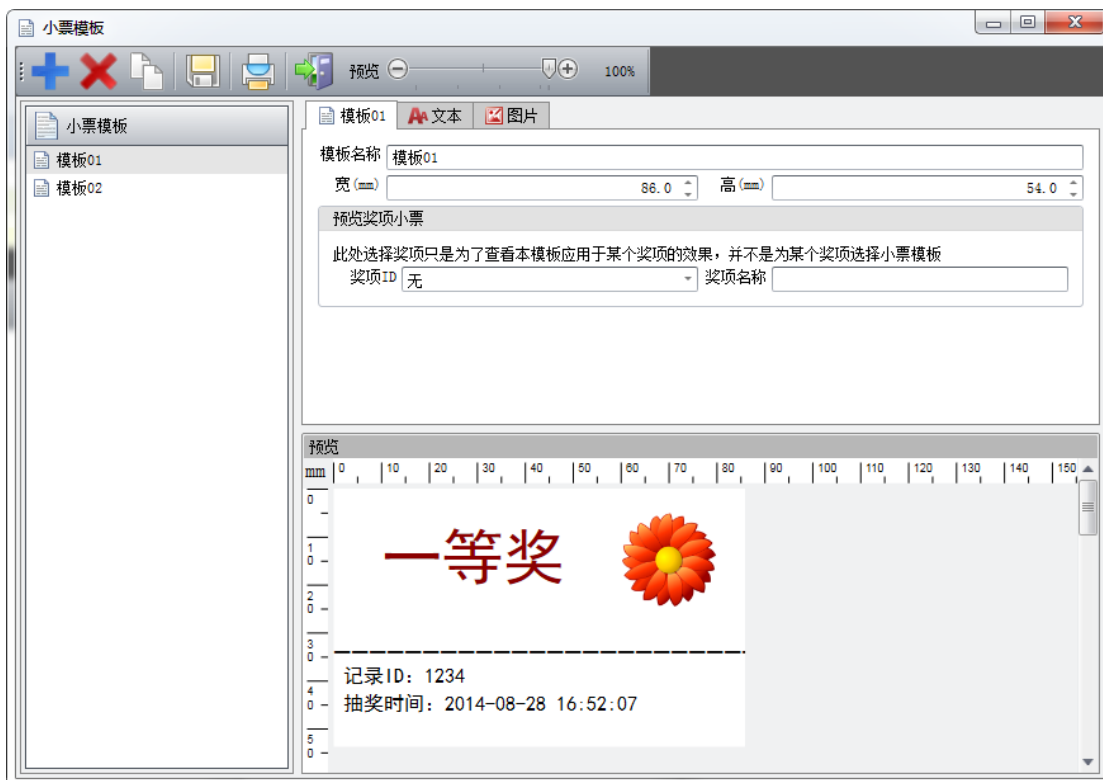 小票模板
预览 100%
小票模板
模板01
模板02
模板01 文本 图片
模板名称 模板01
宽(mm) 86.0 高(mm) 54.0
预览奖项小票
此处选择奖项只是为了查看本模板应用于某个奖项的效果，并不是为某个奖项选择小票模板
奖项ID 无 奖项名称
预览
mm 0 10 20 30 40 50 60 70 80 90 100 110 120 130 140 150
0
10
20
30
40
50
一等奖
记录ID：1234
抽奖时间：2014-08-28 16:52:07